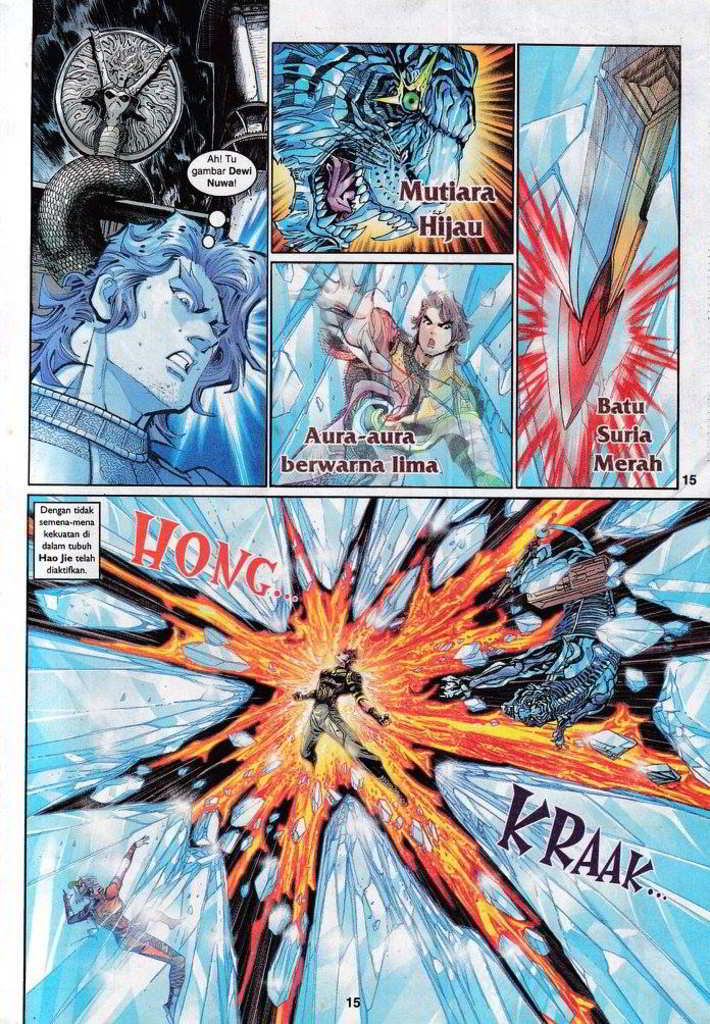 Ah! Tu
gambar Dewi
Nuwa!
Mutiara
Hijau
Aura-aura
berwarna lima
Batu
Suria
Merah
15
Dengan tidak
semena-mena
kekuatan di
dalam tubuh
Hao Jie telah
diaktifkan.
HONG...
KRAAK...
15